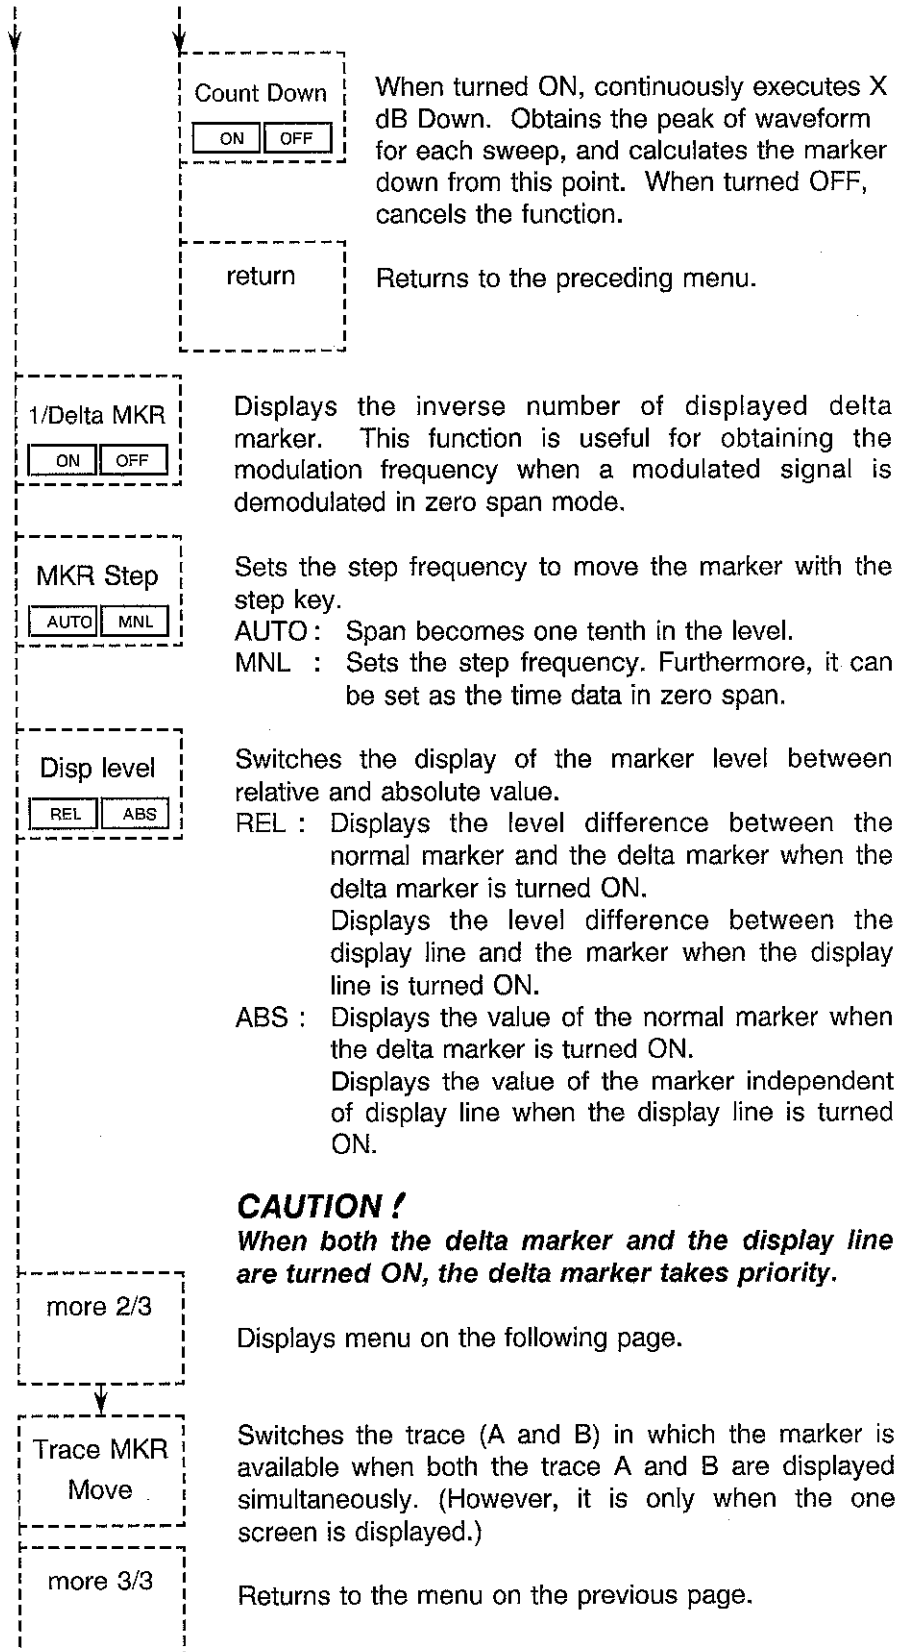 Count Down
ON OFF
When turned ON, continuously executes X
dB Down. Obtains the peak of waveform
for each sweep, and calculates the marker
down from this point. When turned OFF,
cancels the function.
return
Returns to the preceding menu.
1/Delta MKR
ON OFF
Displays the inverse number of displayed delta
marker. This function is useful for obtaining the
modulation frequency when a modulated signal is
demodulated in zero span mode.
MKR Step
AUTO MNL
Sets the step frequency to move the marker with the
step key.
AUTO : Span becomes one tenth in the level.
MNL : Sets the step frequency. Furthermore, it can
be set as the time data in zero span.
Disp level
REL ABS
Switches the display of the marker level between
relative and absolute value.
REL : Displays the level difference between the
normal marker and the delta marker when the
delta marker is turned ON.
Displays the level difference between the
display line and the marker when the display
line is turned ON.
ABS : Displays the value of the normal marker when
the delta marker is turned ON.
Displays the value of the marker independent
of display line when the display line is turned
ON.
CAUTION !
When both the delta marker and the display line
are turned ON, the delta marker takes priority.
more 2/3
Displays menu on the following page.
Trace MKR
Move
Switches the trace (A and B) in which the marker is
available when both the trace A and B are displayed
simultaneously. (However, it is only when the one
screen is displayed.)
more 3/3
Returns to the menu on the previous page.